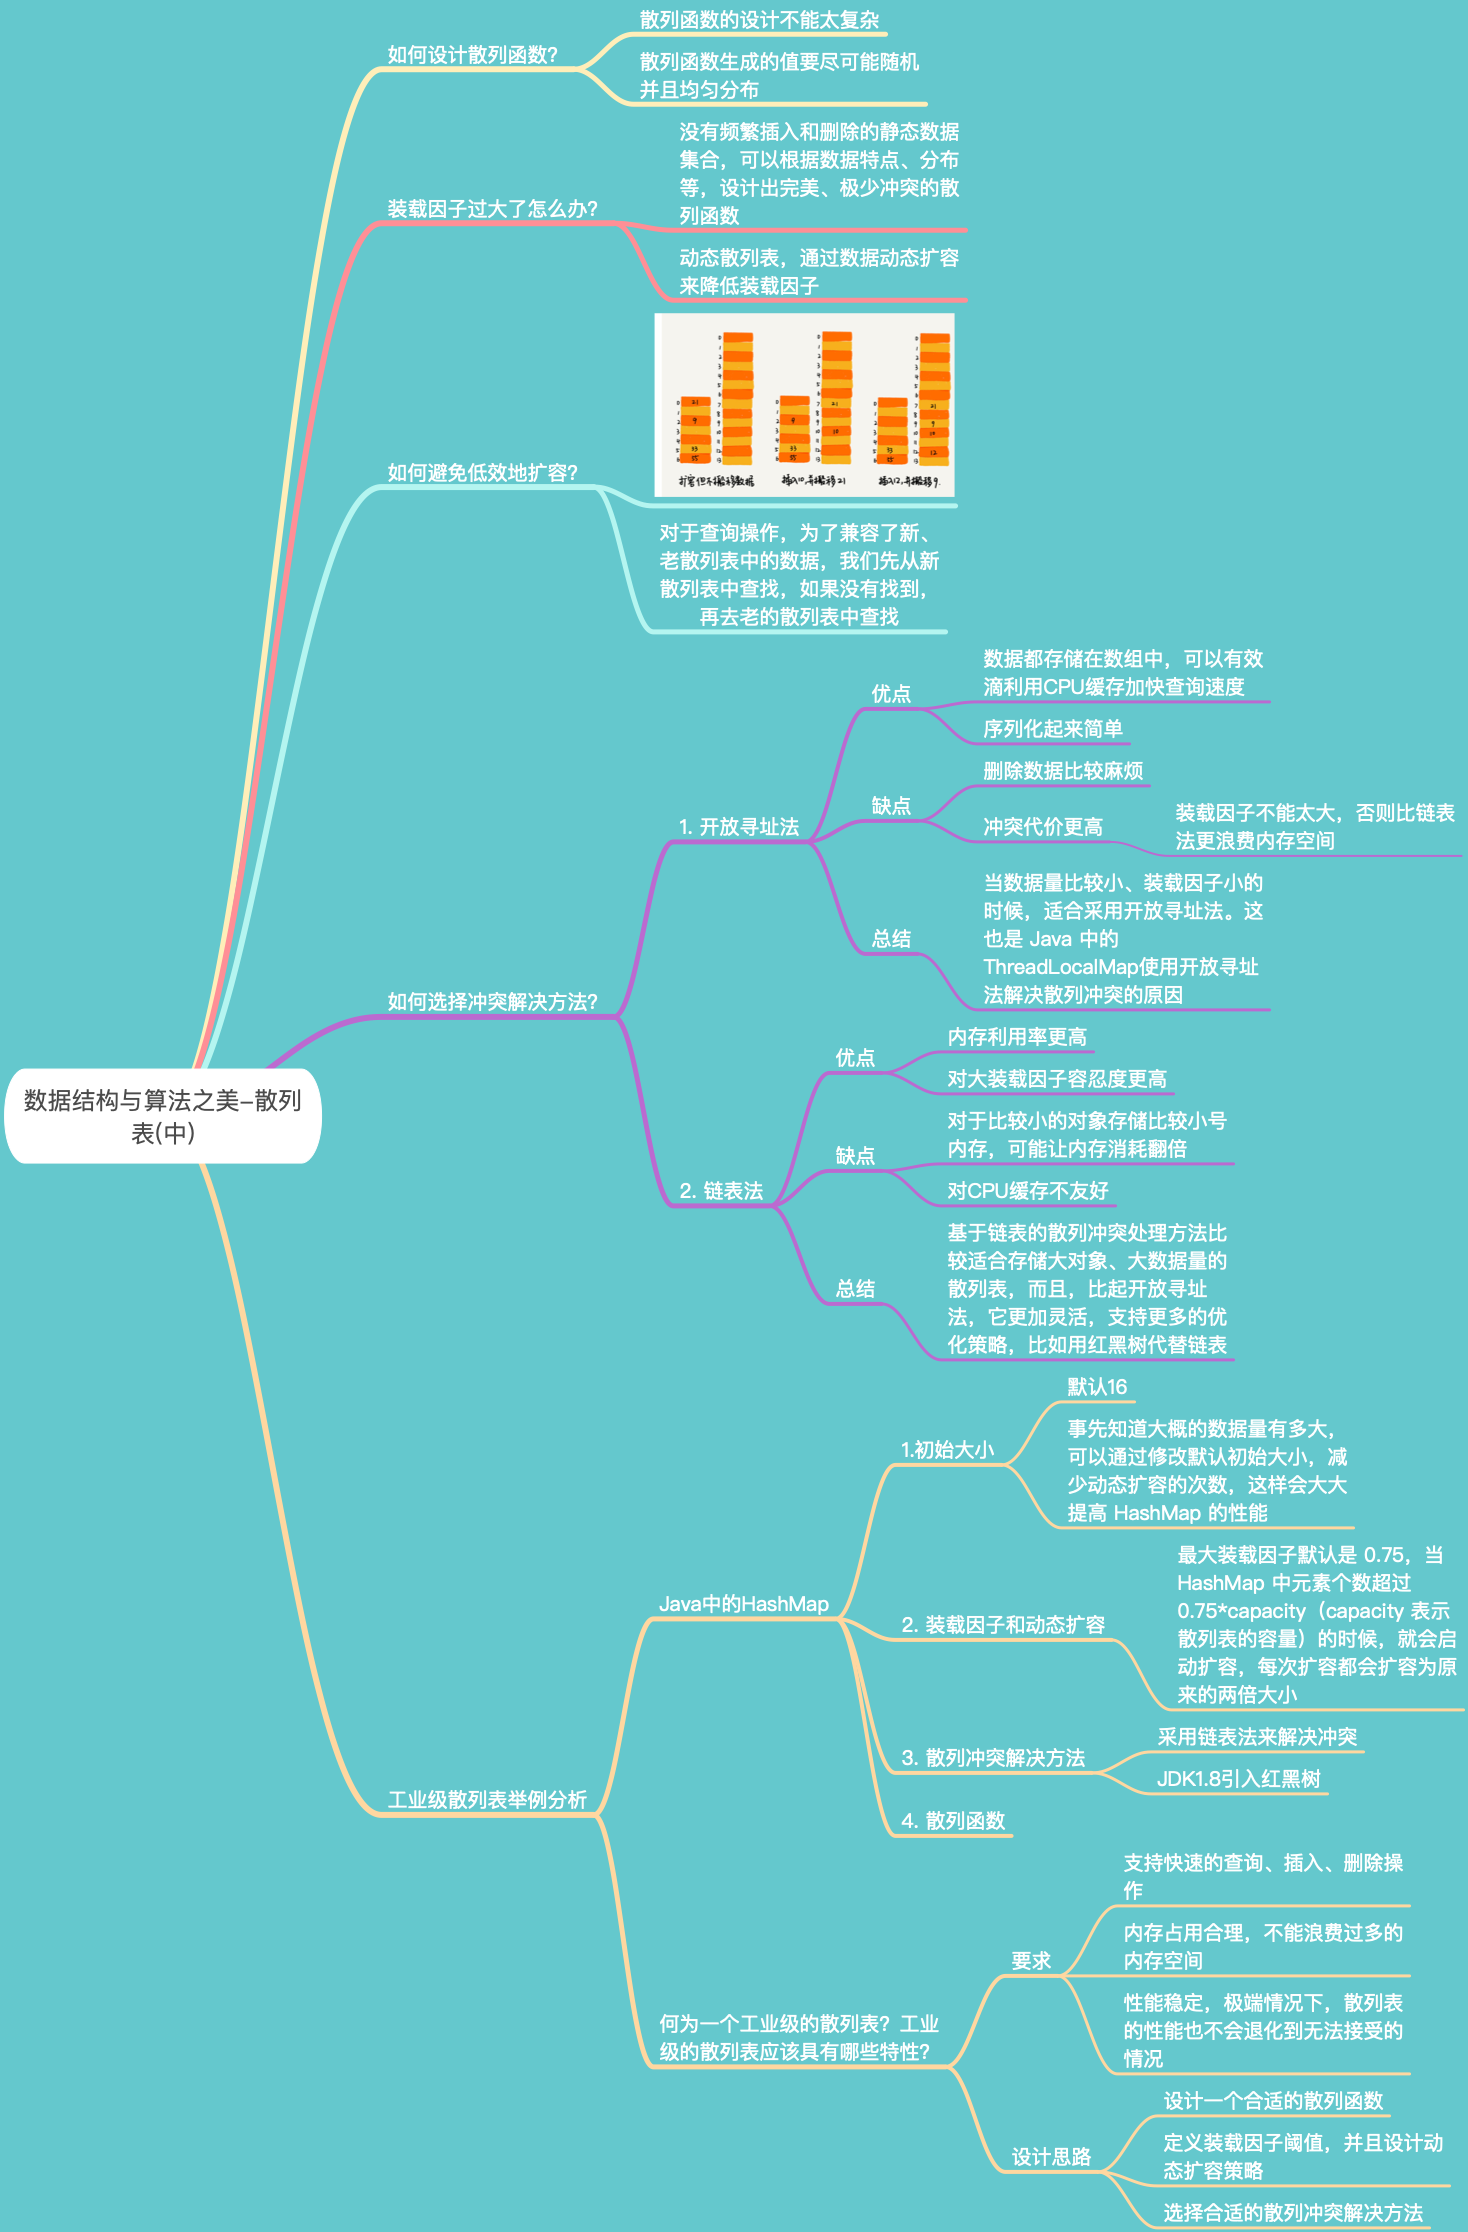 散列函数的设计不能太复杂
如何设计散列函数?
散列函数生成的值要尽可能随机
并且均匀分布
没有频繁插入和删除的静态数据
集合，可以根据数据特点、分布
等，设计出完美、极少冲突的散
列函数
装载因子过大了怎么办?
动态散列表，通过数据动态扩容
来降低装载因子
扩容但不搬移数据
插入10,并搬移21
插入12,并搬移9.
如何避免低效地扩容?
对于查询操作，为了兼容了新、
老散列表中的数据，我们先从新
散列表中查找，如果没有找到，
再去老的散列表中查找
数据都存储在数组中，可以有效
滴利用CPU缓存加快查询速度
优点
序列化起来简单
删除数据比较麻烦
缺点
冲突代价更高
装载因子不能太大，否则比链表
法更浪费内存空间
1. 开放寻址法
当数据量比较小、装载因子小的
时候，适合采用开放寻址法。这
也是 Java 中的
ThreadLocalMap使用开放寻址
法解决散列冲突的原因
总结
如何选择冲突解决方法?
内存利用率更高
优点
对大装载因子容忍度更高
对于比较小的对象存储比较小号
内存，可能让内存消耗翻倍
缺点
对CPU缓存不友好
2. 链表法
基于链表的散列冲突处理方法比
较适合存储大对象、大数据量的
散列表，而且，比起开放寻址
法，它更加灵活，支持更多的优
化策略，比如用红黑树代替链表
总结
数据结构与算法之美-散列
表(中)
默认16
1.初始大小
事先知道大概的数据量有多大，
可以通过修改默认初始大小，减
少动态扩容的次数，这样会大大
提高 HashMap 的性能
Java中的HashMap
最大装载因子默认是 0.75，当
HashMap 中元素个数超过
0.75*capacity（capacity 表示
散列表的容量）的时候，就会启
动扩容，每次扩容都会扩容为原
来的两倍大小
2. 装载因子和动态扩容
采用链表法来解决冲突
3. 散列冲突解决方法
JDK1.8引入红黑树
4. 散列函数
工业级散列表举例分析
支持快速的查询、插入、删除操
作
要求
内存占用合理，不能浪费过多的
内存空间
性能稳定，极端情况下，散列表
的性能也不会退化到无法接受的
情况
何为一个工业级的散列表？工业
级的散列表应该具有哪些特性?
设计一个合适的散列函数
设计思路
定义装载因子阈值，并且设计动
态扩容策略
选择合适的散列冲突解决方法